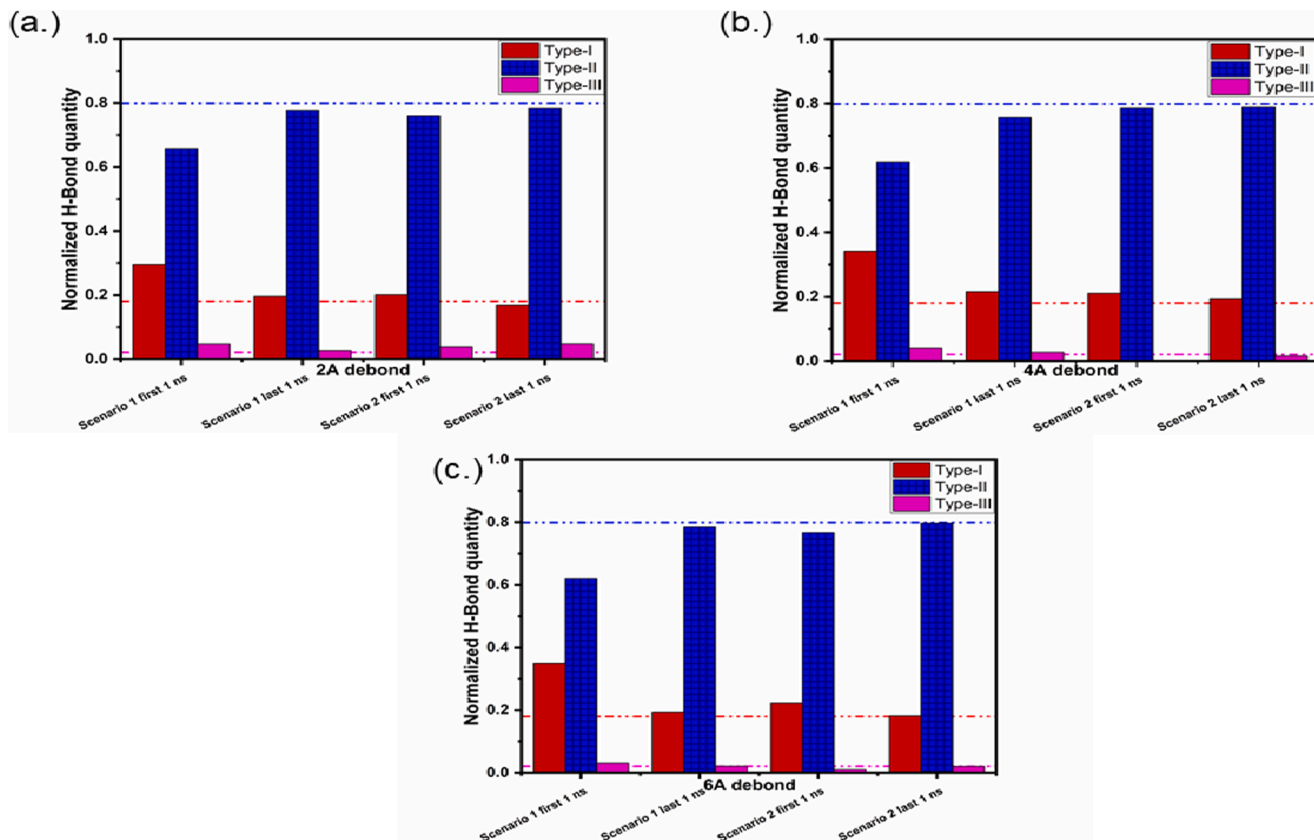 (a.)
1.0
0.8
0.6
0.4
0.2
0.0
Normalized H-Bond quantity
Type-I
Type-II
Type-III
2A debond
Scenario 1 first 1 ns
Scenario 1 last 1 ns
Scenario 2 first 1 ns
Scenario 2 last 1 ns
(b.)
1.0
0.8
0.6
0.4
0.2
0.0
Normalized H-Bond quantity
Type-I
Type-II
Type-III
4A debond
Scenario 1 first 1 ns
Scenario 1 last 1 ns
Scenario 2 first 1 ns
Scenario 2 last 1 ns
(c.)
1.0
0.8
0.6
0.4
0.2
0.0
Normalized H-Bond quantity
Type-I
Type-II
Type-III
6A debond
Scenario 1 first 1 ns
Scenario 1 last 1 ns
Scenario 2 first 1 ns
Scenario 2 last 1 ns